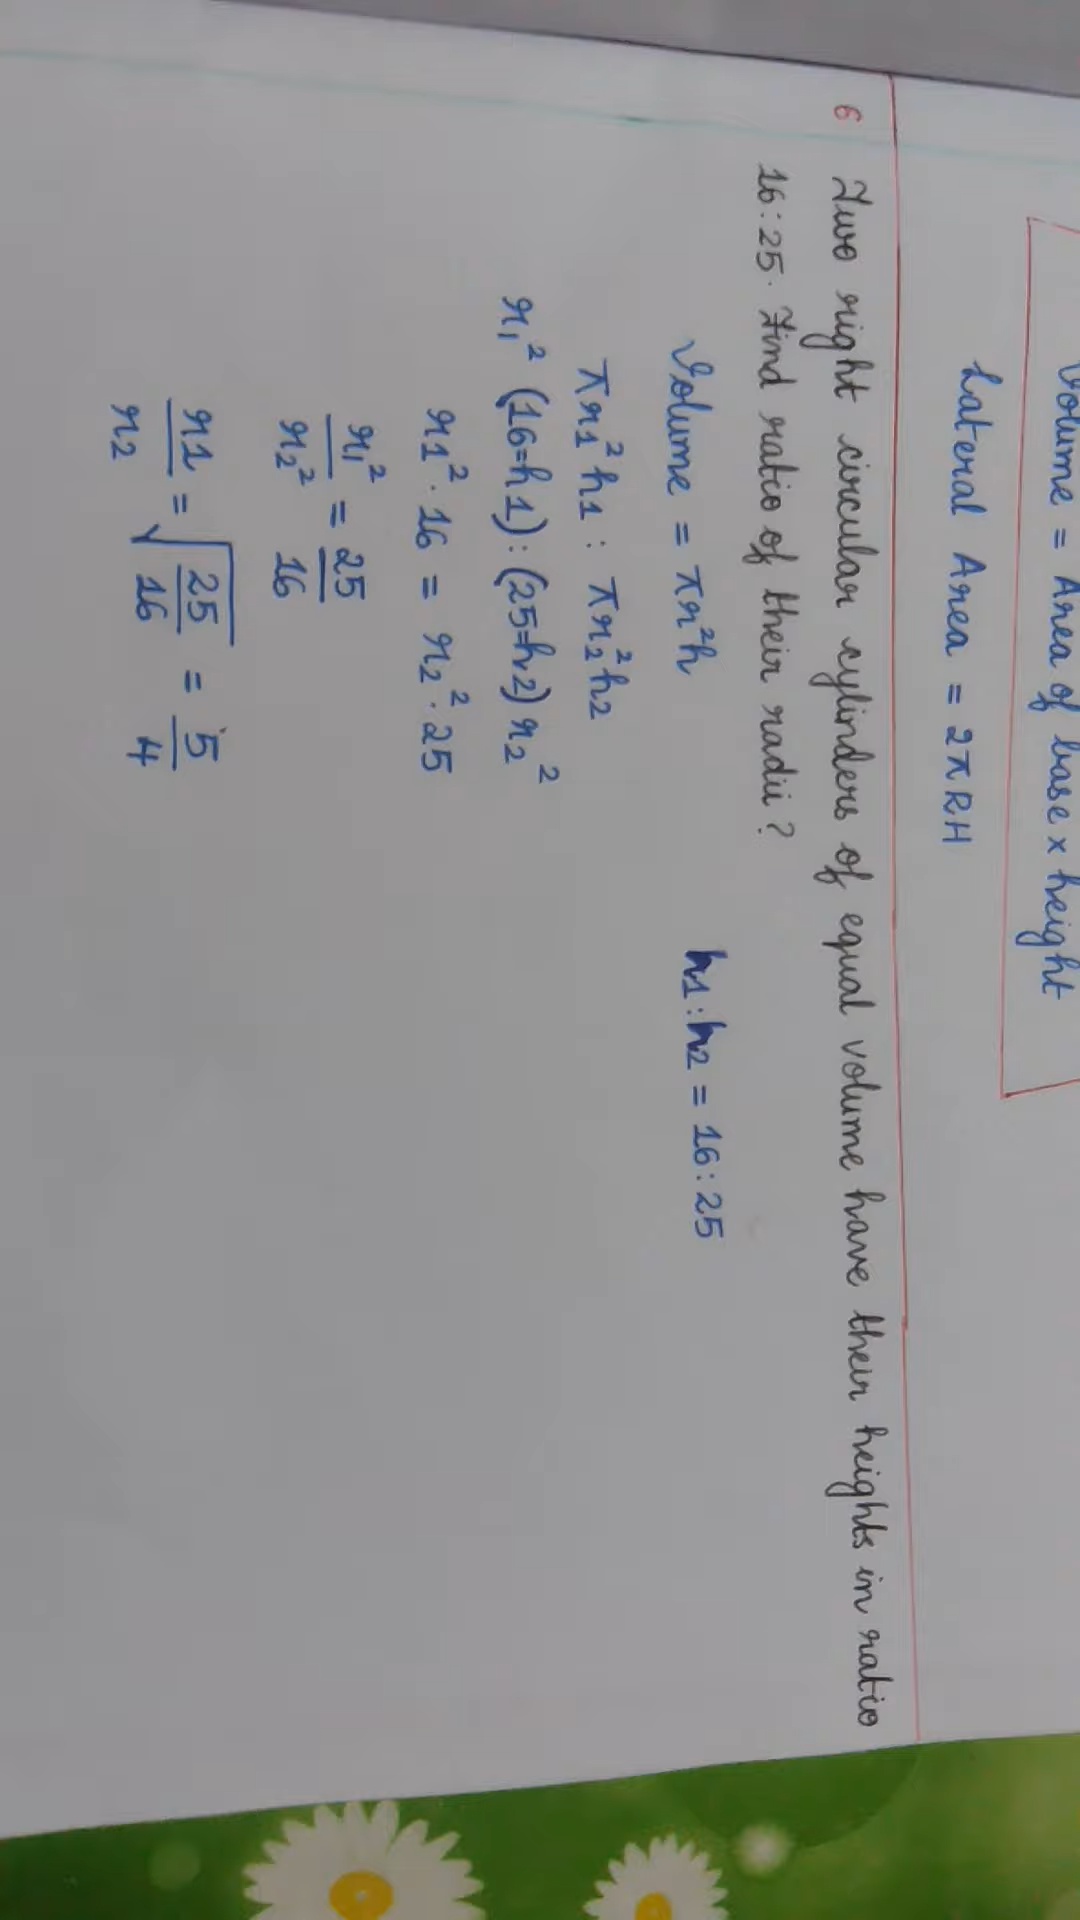 Volume = Area of base x height
Lateral Area = 2πRH
6 Two right circular cylinders of equal volume have their heights in ratio
16:25. Find ratio of their radii?
Volume = πr²h h1:h2 = 16:25
πr₁²h1 : πr₂²h2
r₁² (16=h1):(25=h2) r₂²
r1².16 = r₂².25
r₁²/r₂² = 25/16
r1/r2 = √25/16 = 5/4